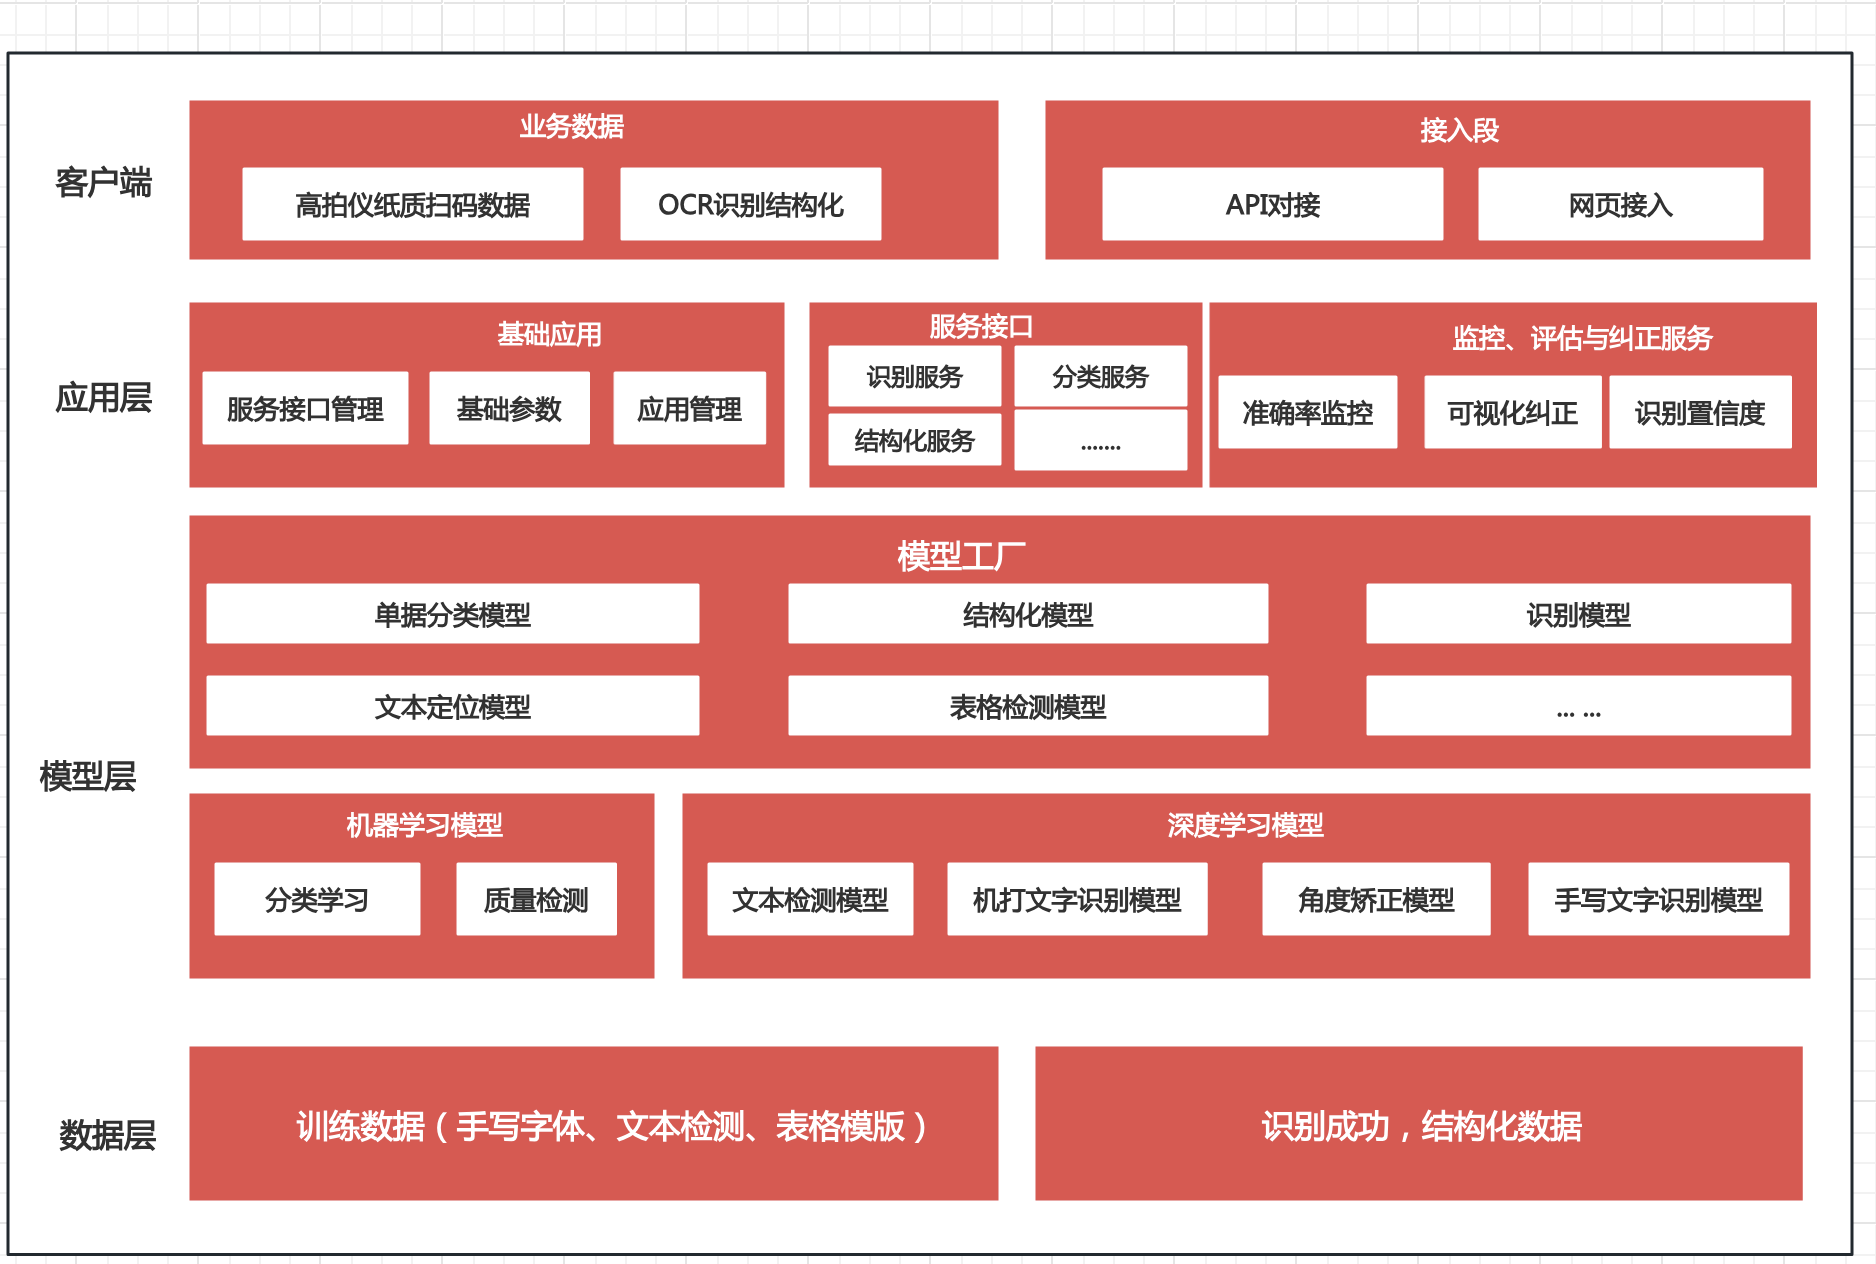 客户端
业务数据
高拍仪纸质扫码数据
OCR识别结构化
接入段
API对接
网页接入
应用层
基础应用
服务接口管理
基础参数
应用管理
服务接口
识别服务
分类服务
结构化服务
.......
监控、评估与纠正服务
准确率监控
可视化纠正
识别置信度
模型层
模型工厂
单据分类模型
结构化模型
识别模型
文本定位模型
表格检测模型
... ...
机器学习模型
分类学习
质量检测
深度学习模型
文本检测模型
机打文字识别模型
角度矫正模型
手写文字识别模型
数据层
训练数据（手写字体、文本检测、表格模版）
识别成功，结构化数据